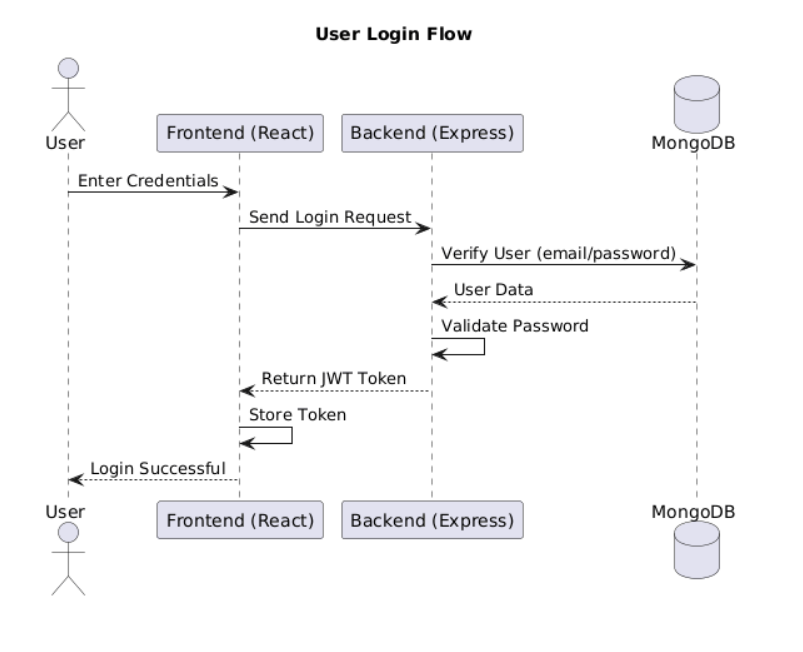 User Login Flow
User
Frontend (React)
Backend (Express)
MongoDB
Enter Credentials
Send Login Request
Verify User (email/password)
User Data
Validate Password
Return JWT Token
Store Token
Login Successful
User
Frontend (React)
Backend (Express)
MongoDB